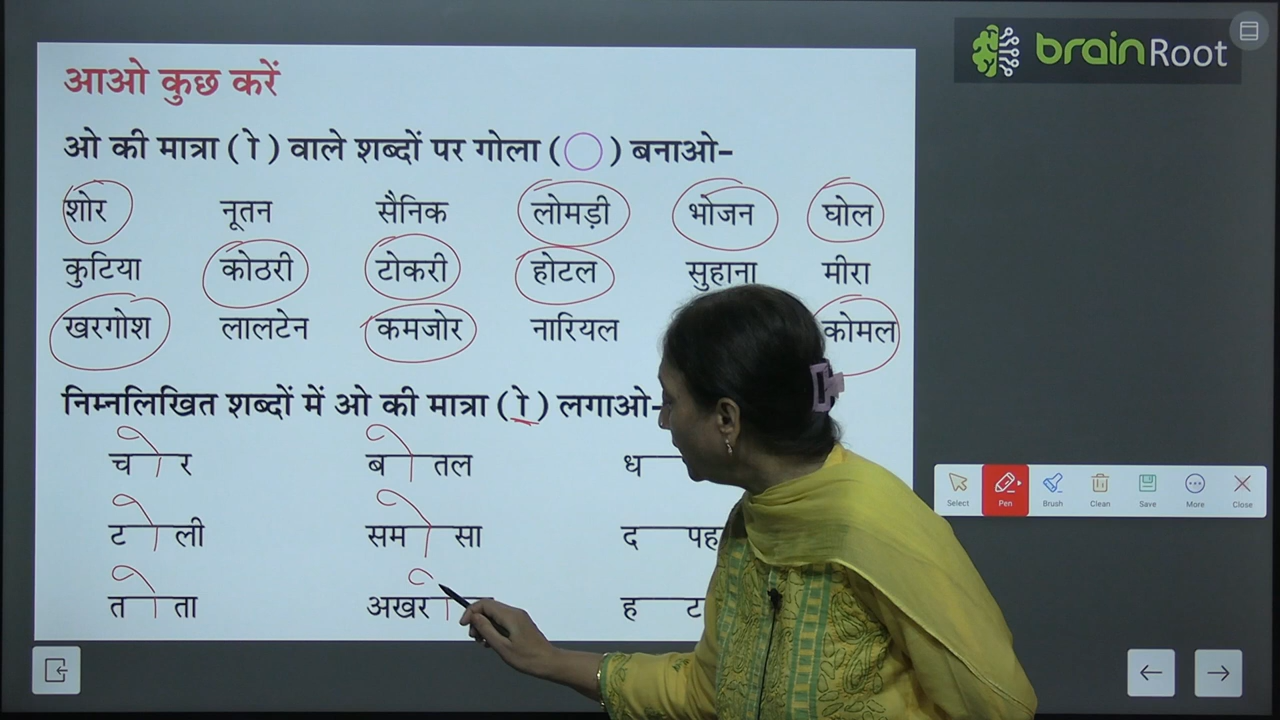 brainRoot
आओ कुछ करें
ओ की मात्रा ( ो ) वाले शब्दों पर गोला ( ) बनाओ-
शोर नूतन सैनिक लोमड़ी भोजन घोल
कुटिया कोठरी टोकरी होटल सुहाना मीरा
खरगोश लालटेन कमजोर नारियल कोमल
निम्नलिखित शब्दों में ओ की मात्रा ( ो ) लगाओ-
चोर बोतल ध
टोली समोसा द पह
तोता अखरो ह ट
Select Pen Brush Clean Save More Close